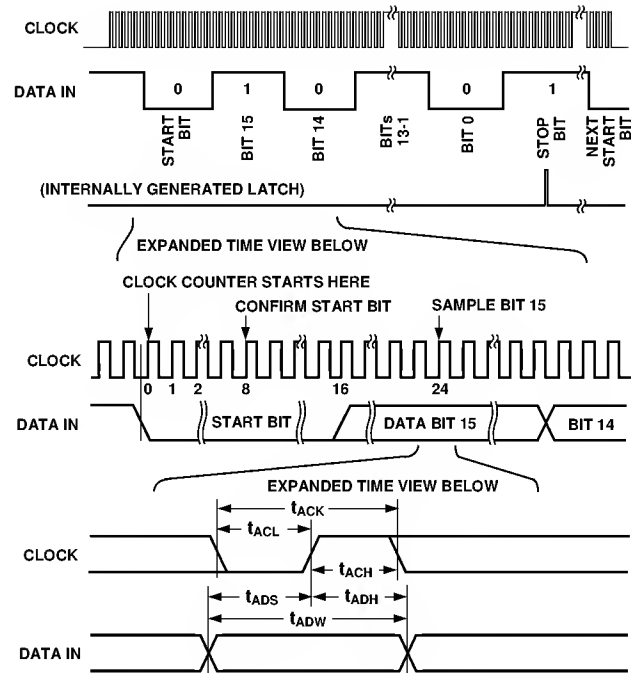 CLOCK
DATA IN
0 1 0 0 1
START BIT
BIT 15
BIT 14
BITs 13-1
BIT 0
STOP BIT
NEXT START BIT
(INTERNALLY GENERATED LATCH)
EXPANDED TIME VIEW BELOW
CLOCK COUNTER STARTS HERE
CONFIRM START BIT
SAMPLE BIT 15
CLOCK
0 1 2 8 16 24
DATA IN
START BIT
DATA BIT 15
BIT 14
EXPANDED TIME VIEW BELOW
tACK
tACL
CLOCK
tACH
tADS
tADH
tADW
DATA IN